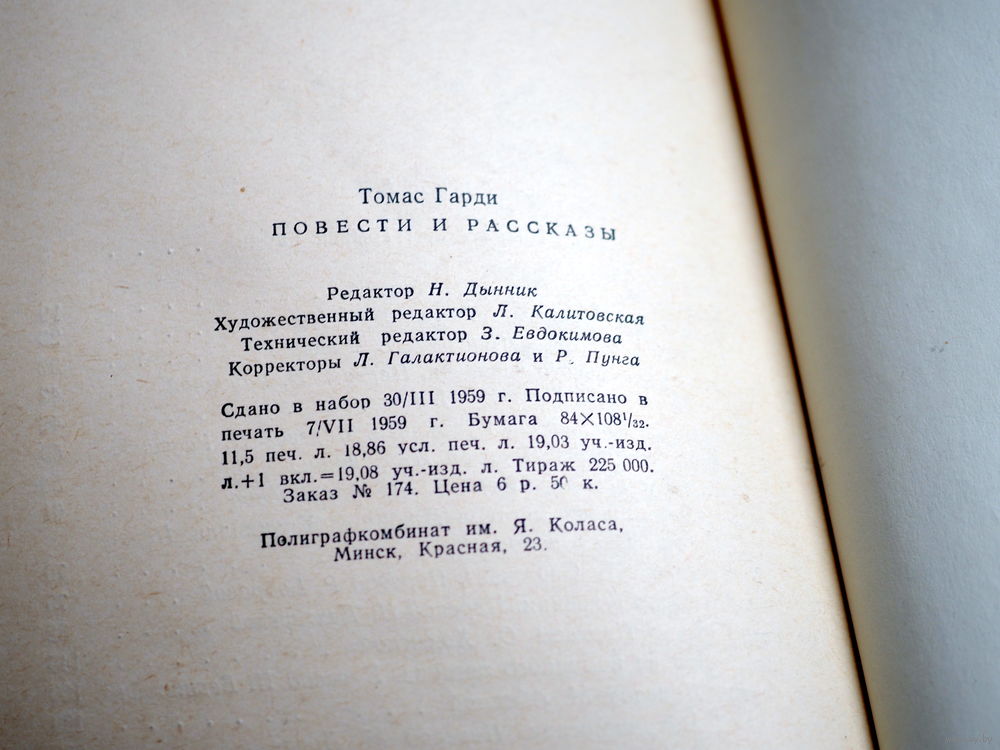 Томас Гарди
ПОВЕСТИ И РАССКАЗЫ
Редактор Н. Дынник
Художественный редактор Л. Калитовская
Технический редактор З. Евдокимова
Корректоры Л. Галактионова и Р. Пунга
Сдано в набор 30/III 1959 г. Подписано в
печать 7/VII 1959 г. Бумага 84×108¹/₃₂.
11,5 печ. л. 18,86 усл. печ. л. 19,03 уч.-изд.
л.+1 вкл.=19,08 уч.-изд. л. Тираж 225 000.
Заказ № 174. Цена 6 р. 50 к.
Полиграфкомбинат им. Я. Коласа,
Минск, Красная, 23.